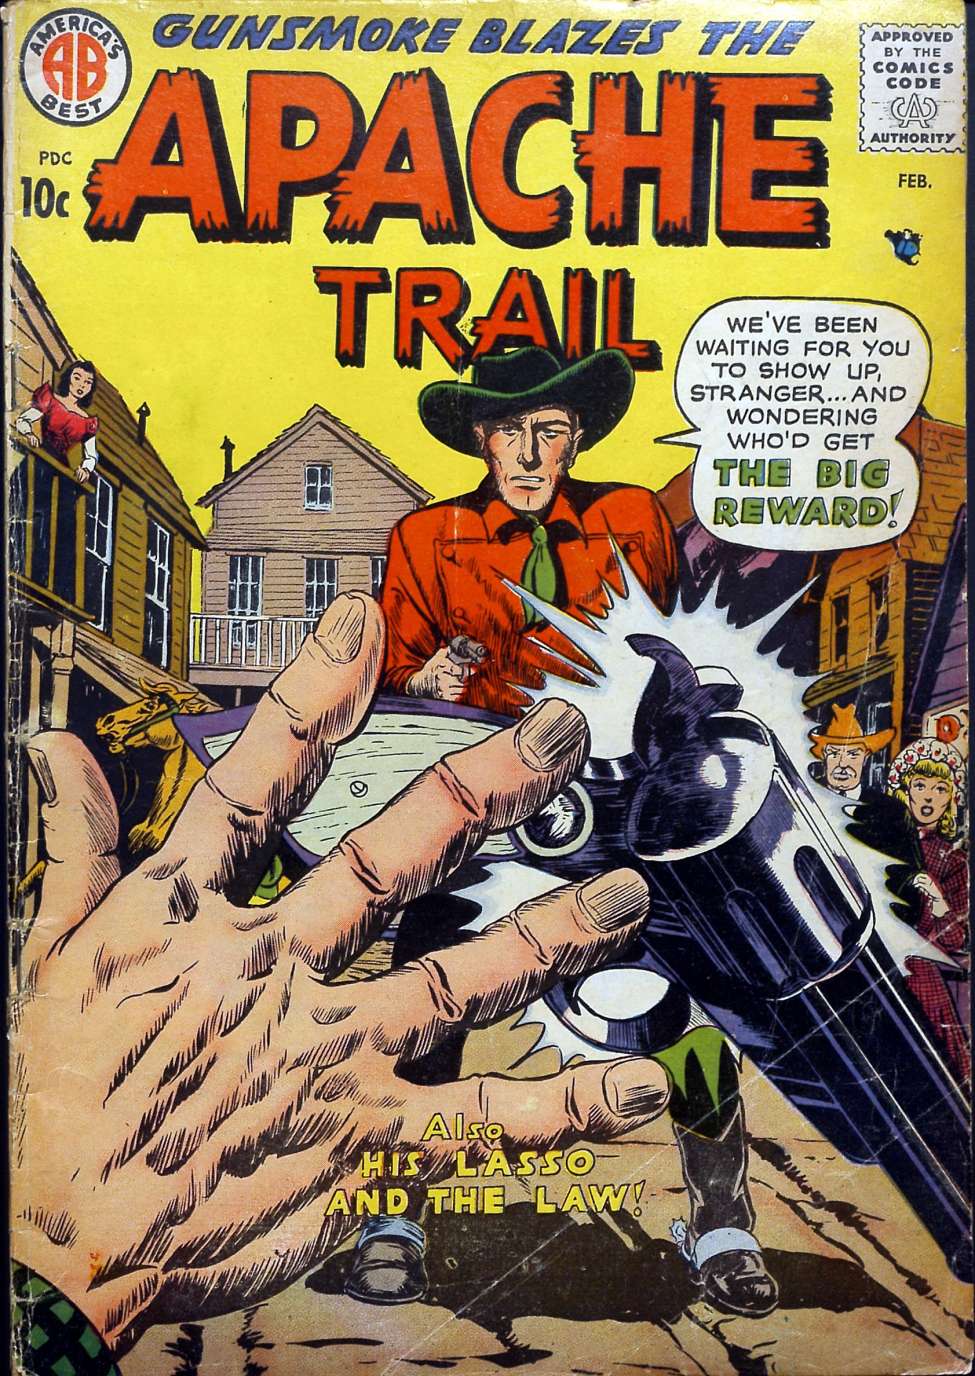 GUNSMOKE BLAZES THE
AMERICA'S
AB
BEST
APACHE
TRAIL
APPROVED
BY THE
COMICS
CODE
CA
AUTHORITY
PDC
10c
FEB.
WE'VE BEEN
WAITING FOR YOU
TO SHOW UP,
STRANGER...AND
WONDERING
WHO'D GET
THE BIG
REWARD!
Also
HIS LASSO
AND THE LAW!